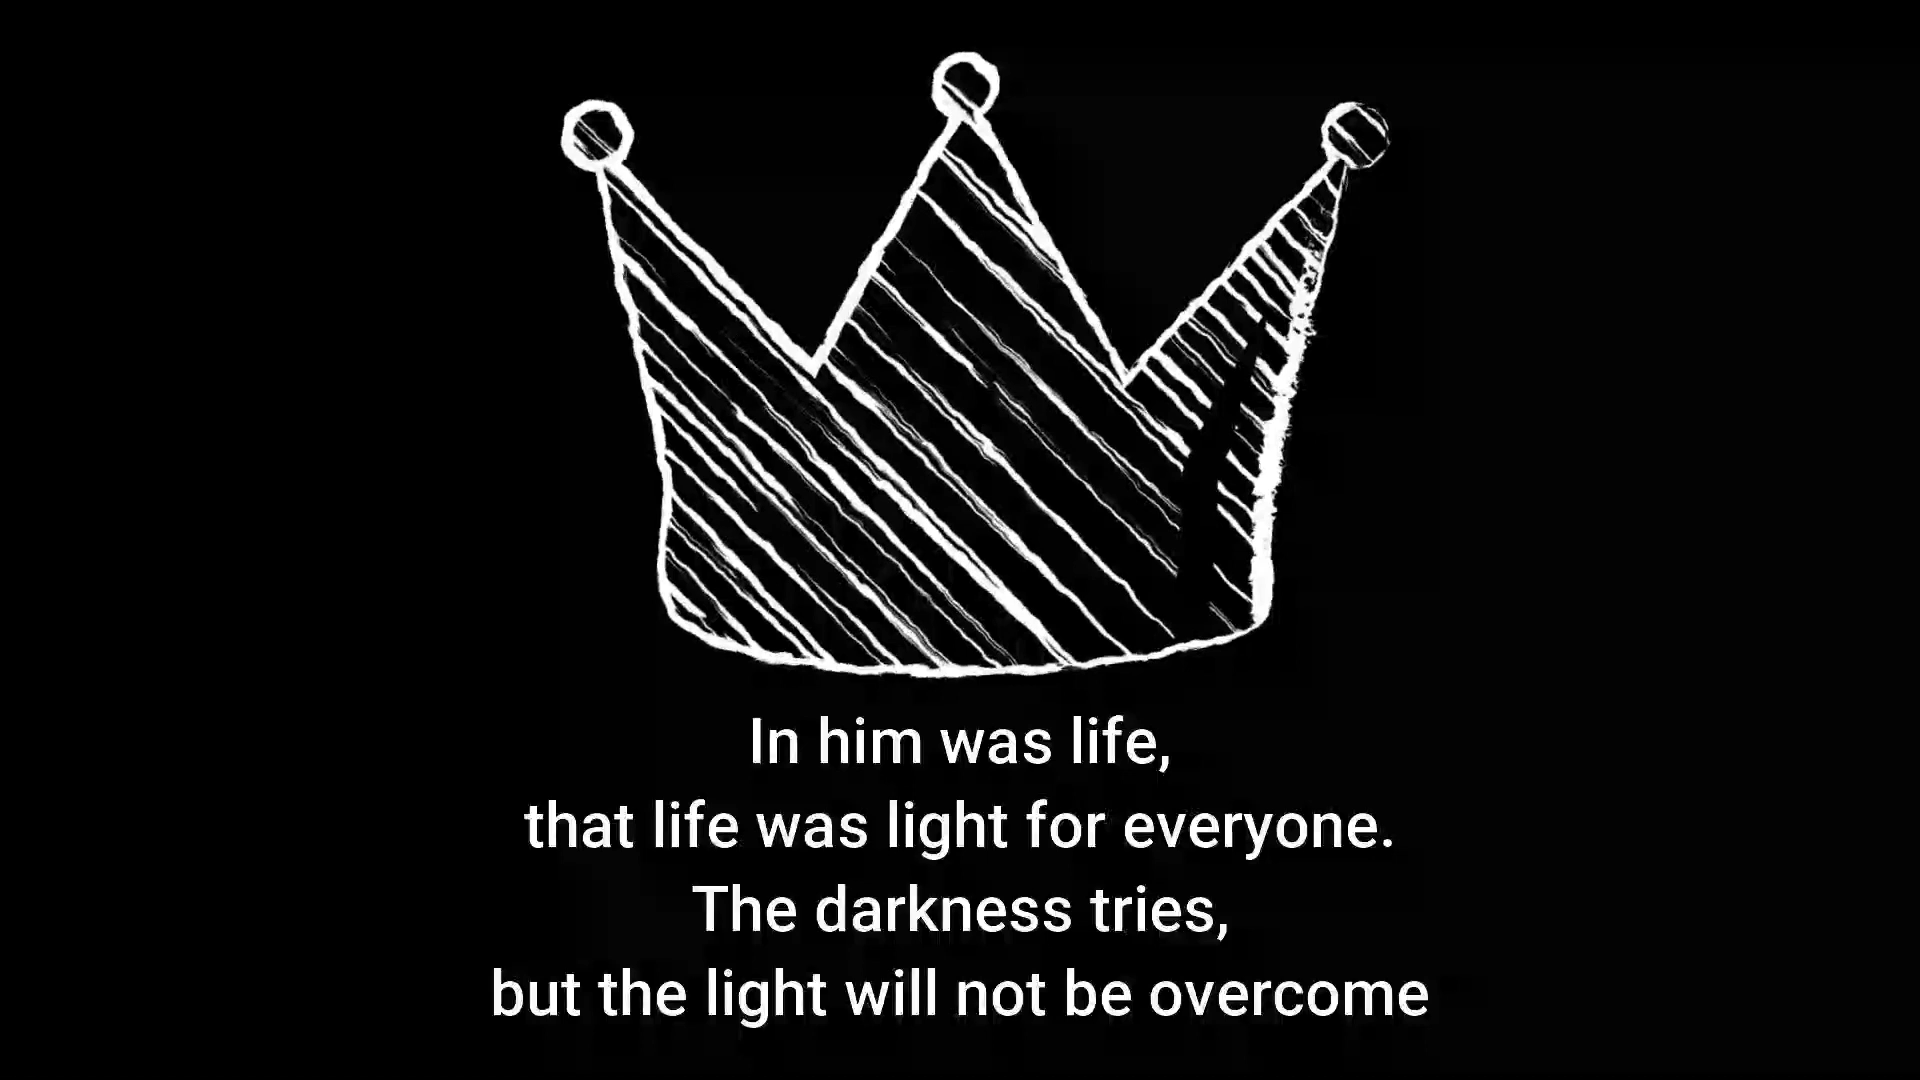 In him was life,
that life was light for everyone.
The darkness tries,
but the light will not be overcome